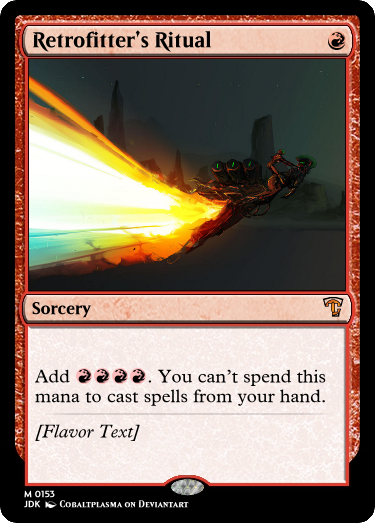 Retrofitter's Ritual
Sorcery
Add . You can't spend this
mana to cast spells from your hand.
[Flavor Text]
M 0153
JDK Cobaltplasma on Deviantart